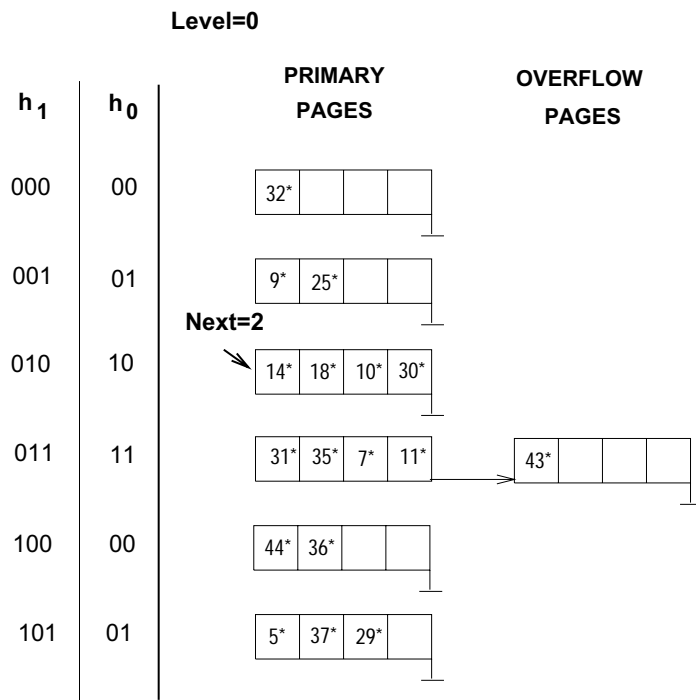 Level=0
h1 h0 PRIMARY PAGES OVERFLOW PAGES
000 00 32*
001 01 9* 25*
Next=2
010 10 14* 18* 10* 30*
011 11 31* 35* 7* 11* 43*
100 00 44* 36*
101 01 5* 37* 29*